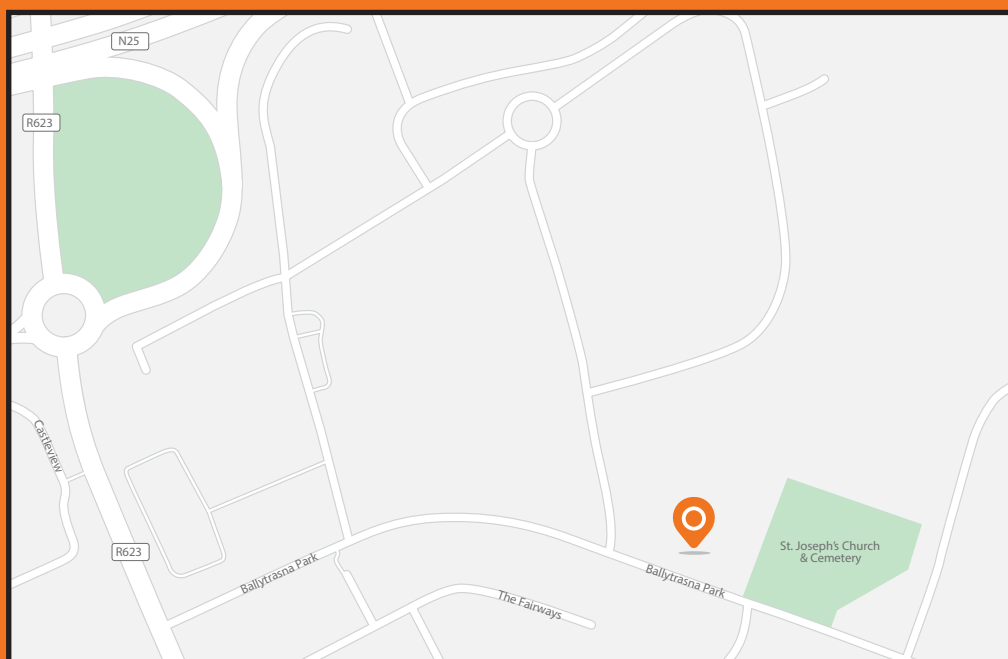 N25
R623
Castleview
R623
Ballytrasna Park
St. Joseph's Church
& Cemetery
Ballytrasna Park
The Fairways